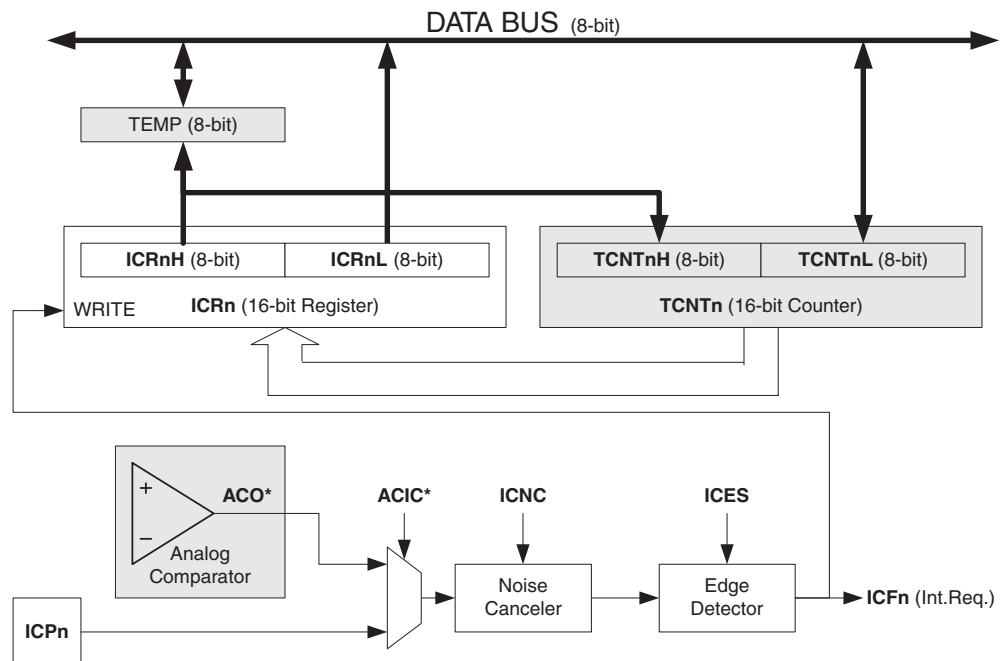 DATA BUS (8-bit)
TEMP (8-bit)
ICRnH (8-bit) ICRnL (8-bit)
TCNTnH (8-bit) TCNTnL (8-bit)
WRITE
ICRn (16-bit Register)
TCNTn (16-bit Counter)
+
−
ACO*
Analog
Comparator
ACIC*
ICNC
ICES
Noise
Canceler
Edge
Detector
ICFn (Int.Req.)
ICPn